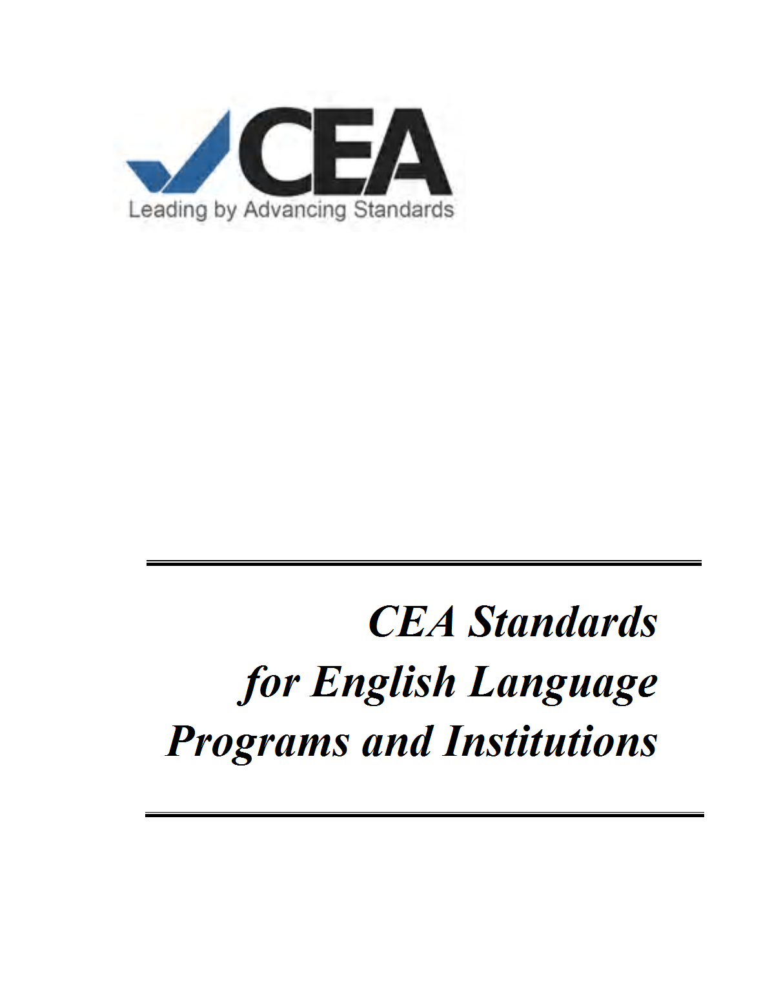 CEA
Leading by Advancing Standards
CEA Standards
for English Language
Programs and Institutions